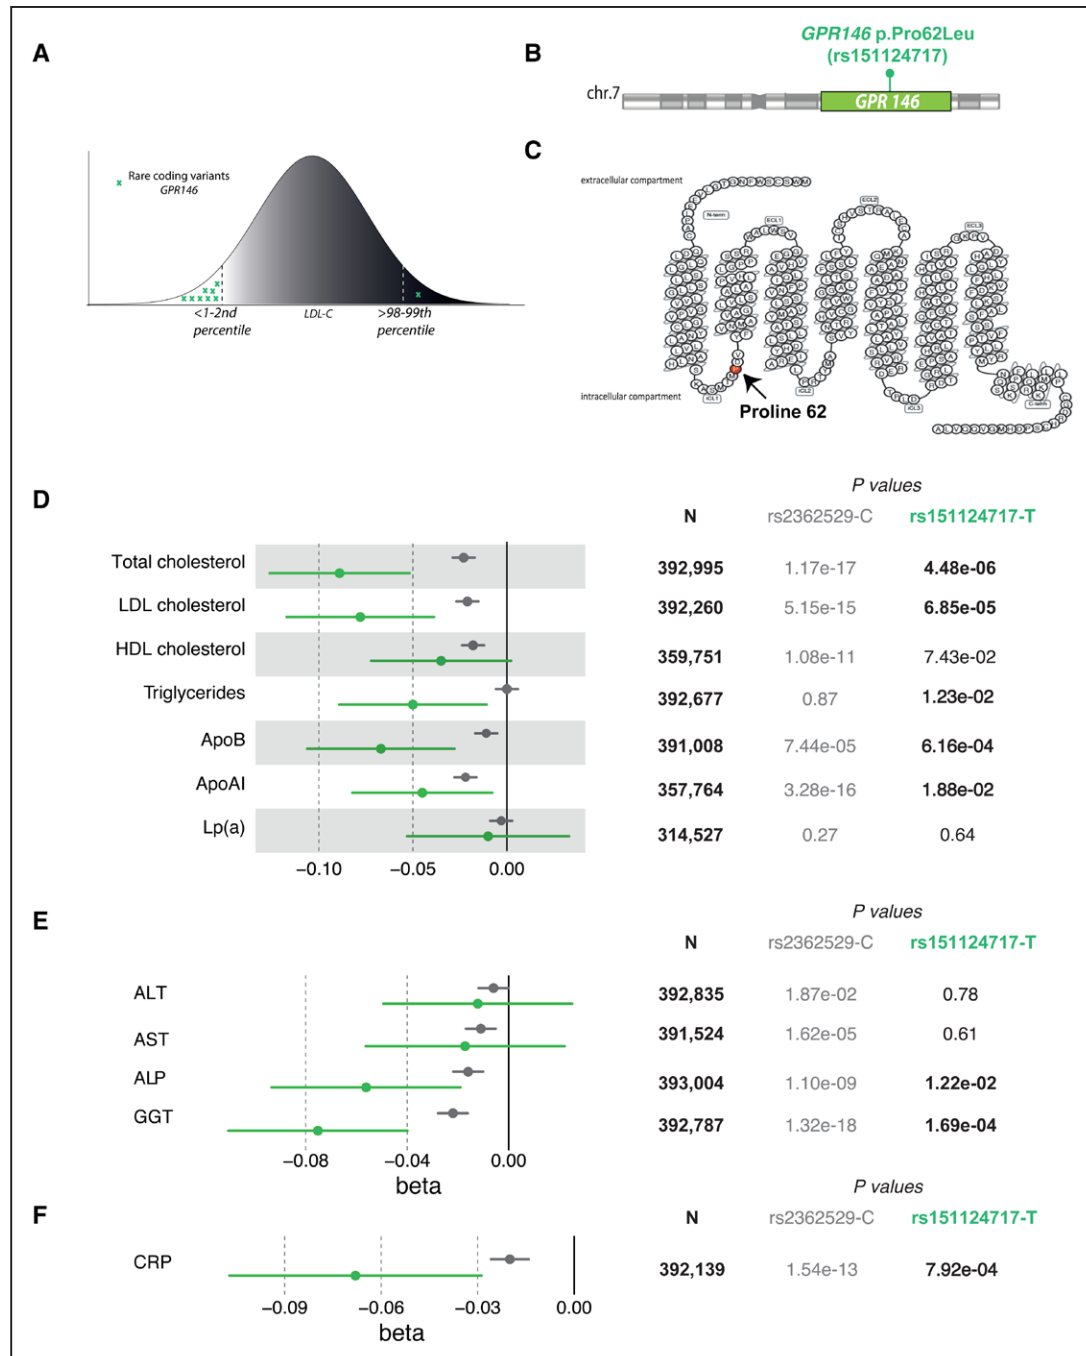 A
Rare coding variants
GPR146
<1-2nd
percentile
LDL-C
>98-99th
percentile
B
GPR146 p.Pro62Leu
(rs151124717)
chr.7
GPR 146
C
extracellular compartment
N-term
ECL1
ECL2
ECL3
intracellular compartment
ICL1
ICL2
ICL3
C-term
Proline 62
D
P values
N rs2362529-C rs151124717-T
Total cholesterol 392,995 1.17e-17 4.48e-06
LDL cholesterol 392,260 5.15e-15 6.85e-05
HDL cholesterol 359,751 1.08e-11 7.43e-02
Triglycerides 392,677 0.87 1.23e-02
ApoB 391,008 7.44e-05 6.16e-04
ApoAI 357,764 3.28e-16 1.88e-02
Lp(a) 314,527 0.27 0.64
−0.10 −0.05 0.00
E
P values
N rs2362529-C rs151124717-T
ALT 392,835 1.87e-02 0.78
AST 391,524 1.62e-05 0.61
ALP 393,004 1.10e-09 1.22e-02
GGT 392,787 1.32e-18 1.69e-04
−0.08 −0.04 0.00
beta
F
P values
N rs2362529-C rs151124717-T
CRP 392,139 1.54e-13 7.92e-04
−0.09 −0.06 −0.03 0.00
beta